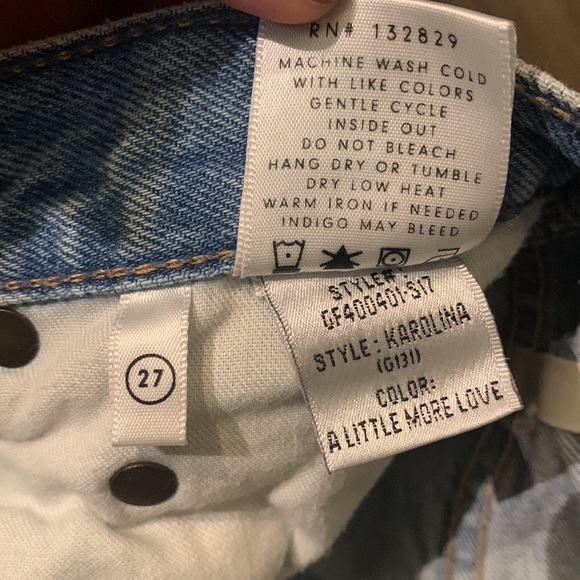 RN# 132829
MACHINE WASH COLD
WITH LIKE COLORS
GENTLE CYCLE
INSIDE OUT
DO NOT BLEACH
HANG DRY OR TUMBLE
DRY LOW HEAT
WARM IRON IF NEEDED
INDIGO MAY BLEED
STYLE# :
GF400401-S17
STYLE: KAROLINA
(G131)
COLOR:
A LITTLE MORE LOVE
27